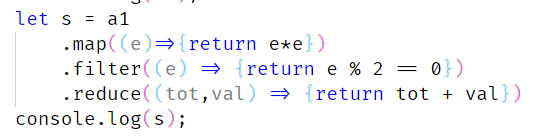 let s = a1
.map((e)=>{return e*e})
.filter((e) => {return e % 2 == 0})
.reduce((tot,val) => {return tot + val})
console.log(s);